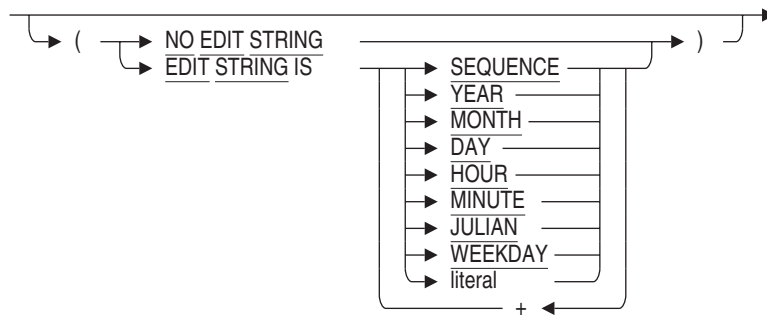 ( NO EDIT STRING )
EDIT STRING IS SEQUENCE
YEAR
MONTH
DAY
HOUR
MINUTE
JULIAN
WEEKDAY
literal
+